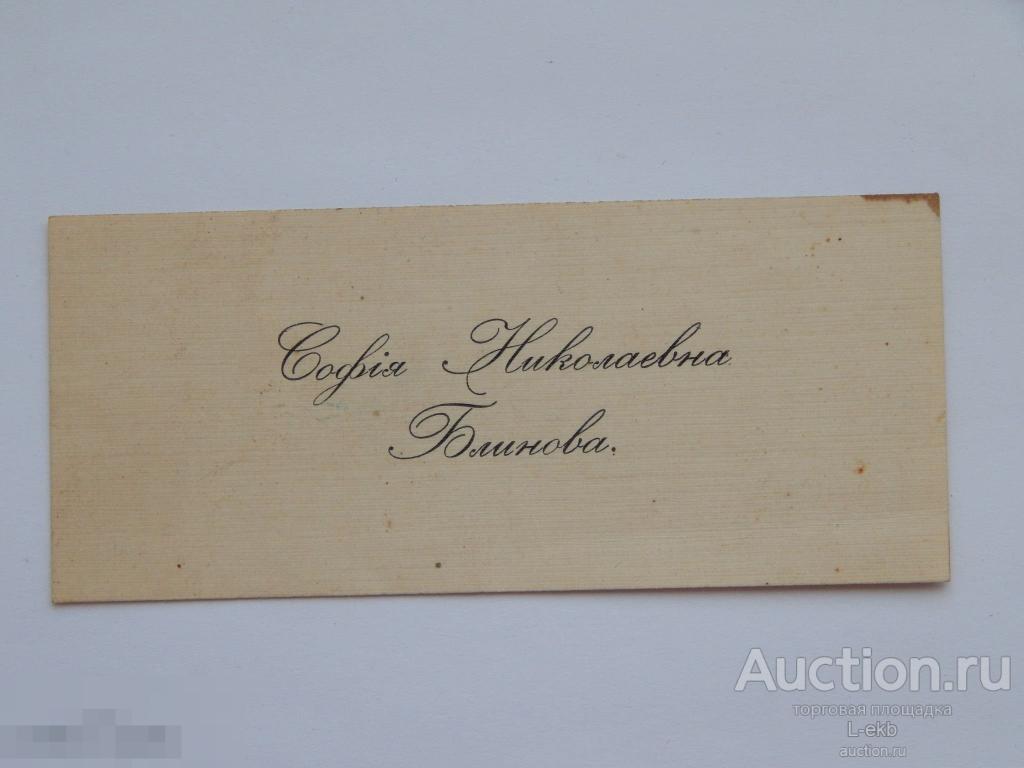 Софія Николаевна
Блинова.
Auction.ru
торговая площадка
L-ekb
auction.ru